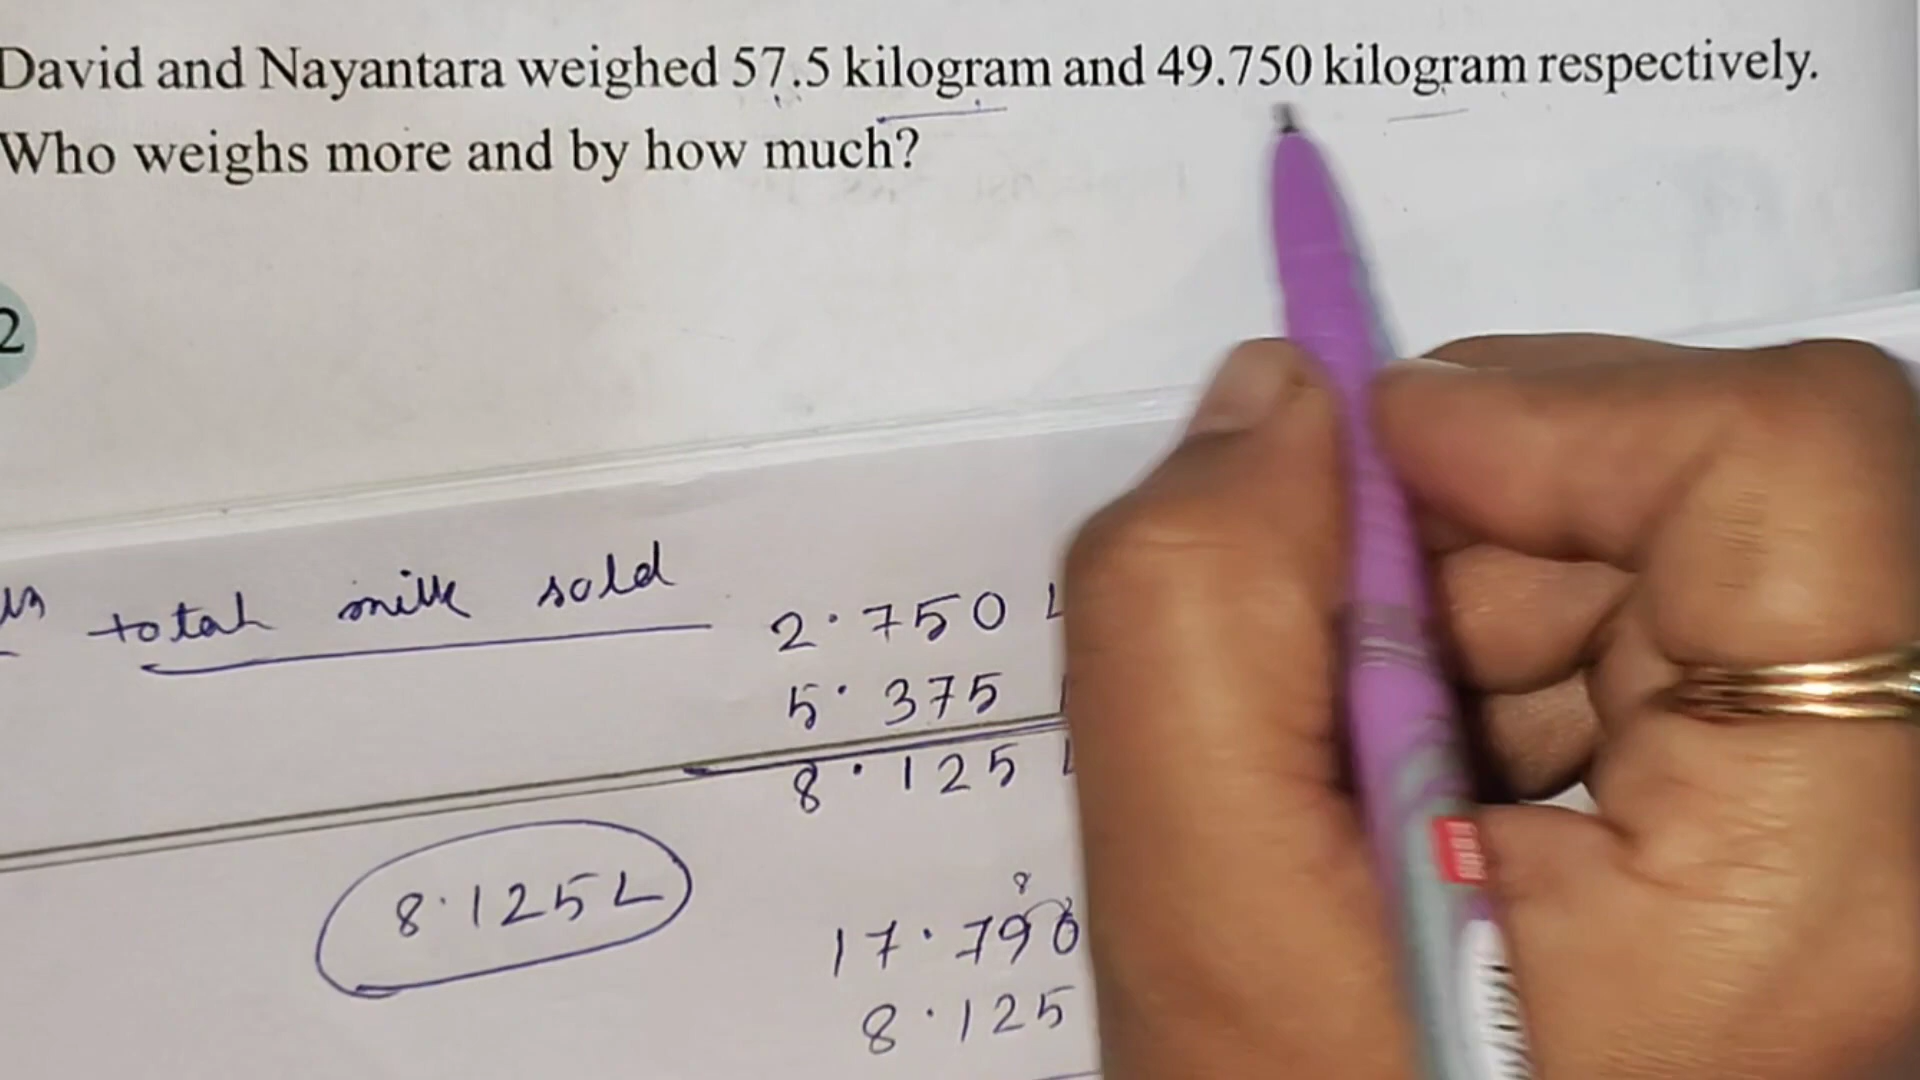 David and Nayantara weighed 57.5 kilogram and 49.750 kilogram respectively.
Who weighs more and by how much?
2
total milk sold
2.750 L
5.375
8.125 L
8.125L
8
17.790
8.125